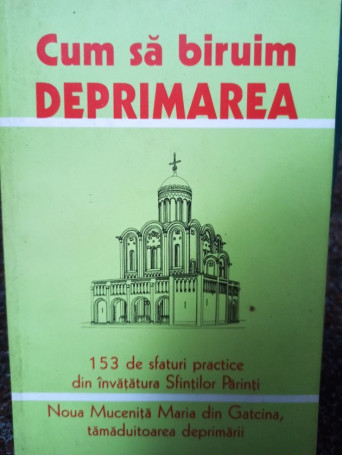 Cum să biruim
DEPRIMAREA
153 de sfaturi practice
din învățătura Sfinților Părinți
Noua Muceniță Maria din Gatcina,
tămăduitoarea deprimării